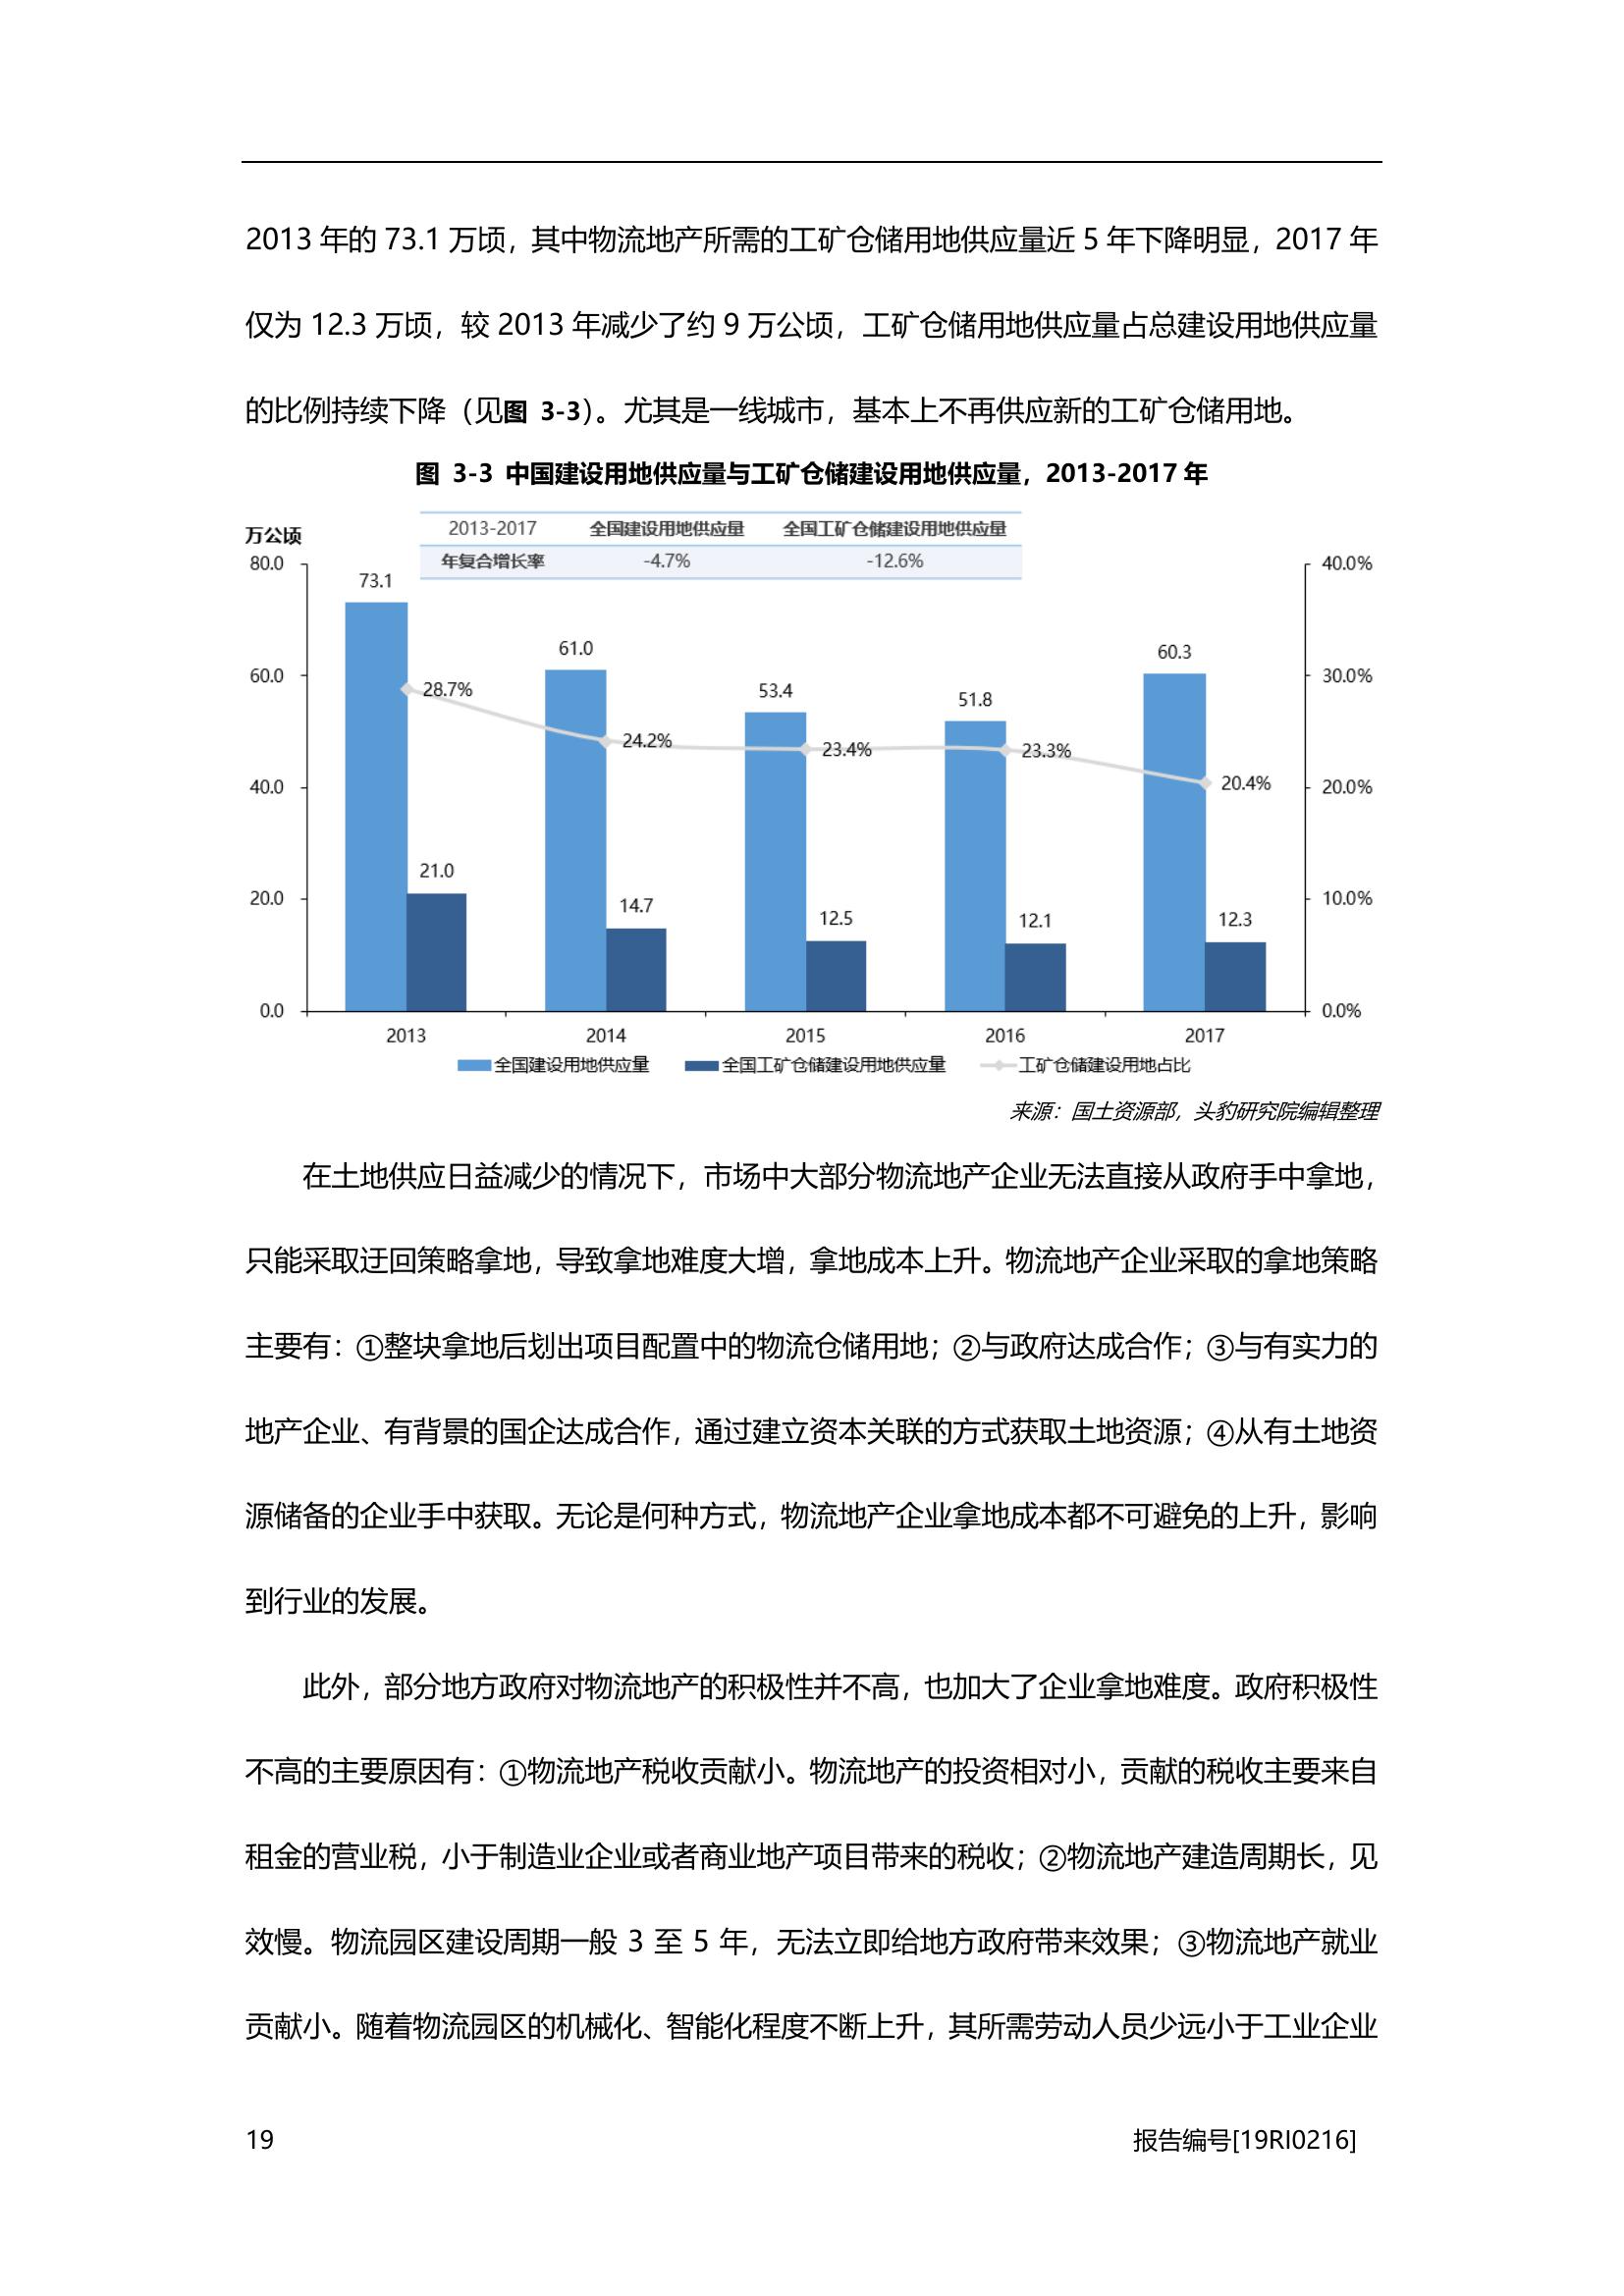 2013 年的 73.1 万顷，其中物流地产所需的工矿仓储用地供应量近 5 年下降明显，2017 年
仅为 12.3 万顷，较 2013 年减少了约 9 万公顷，工矿仓储用地供应量占总建设用地供应量
的比例持续下降（见图 3-3）。尤其是一线城市，基本上不再供应新的工矿仓储用地。
图 3-3 中国建设用地供应量与工矿仓储建设用地供应量，2013-2017 年
2013-2017 全国建设用地供应量 全国工矿仓储建设用地供应量
年复合增长率 -4.7% -12.6%
万公顷
80.0 40.0%
73.1
61.0
60.3
60.0 30.0%
28.7%
53.4
51.8
24.2%
23.4%
23.3%
20.4%
40.0 20.0%
21.0
20.0 10.0%
14.7
12.5
12.1
12.3
0.0 0.0%
2013 2014 2015 2016 2017
全国建设用地供应量 全国工矿仓储建设用地供应量 工矿仓储建设用地占比
来源：国土资源部，头豹研究院编辑整理
在土地供应日益减少的情况下，市场中大部分物流地产企业无法直接从政府手中拿地，
只能采取迂回策略拿地，导致拿地难度大增，拿地成本上升。物流地产企业采取的拿地策略
主要有：①整块拿地后划出项目配置中的物流仓储用地；②与政府达成合作；③与有实力的
地产企业、有背景的国企达成合作，通过建立资本关联的方式获取土地资源；④从有土地资
源储备的企业手中获取。无论是何种方式，物流地产企业拿地成本都不可避免的上升，影响
到行业的发展。
此外，部分地方政府对物流地产的积极性并不高，也加大了企业拿地难度。政府积极性
不高的主要原因有：①物流地产税收贡献小。物流地产的投资相对小，贡献的税收主要来自
租金的营业税，小于制造业企业或者商业地产项目带来的税收；②物流地产建造周期长，见
效慢。物流园区建设周期一般 3 至 5 年，无法立即给地方政府带来效果；③物流地产就业
贡献小。随着物流园区的机械化、智能化程度不断上升，其所需劳动人员少远小于工业企业
19 报告编号[19RI0216]